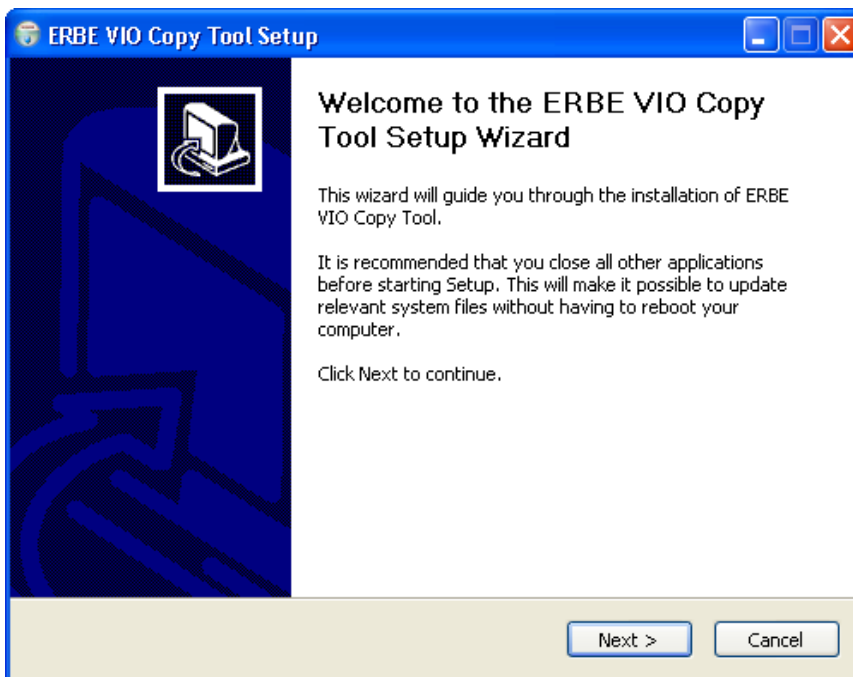 ERBE VIO Copy Tool Setup
Welcome to the ERBE VIO Copy
Tool Setup Wizard
This wizard will guide you through the installation of ERBE
VIO Copy Tool.
It is recommended that you close all other applications
before starting Setup. This will make it possible to update
relevant system files without having to reboot your
computer.
Click Next to continue.
Next >
Cancel